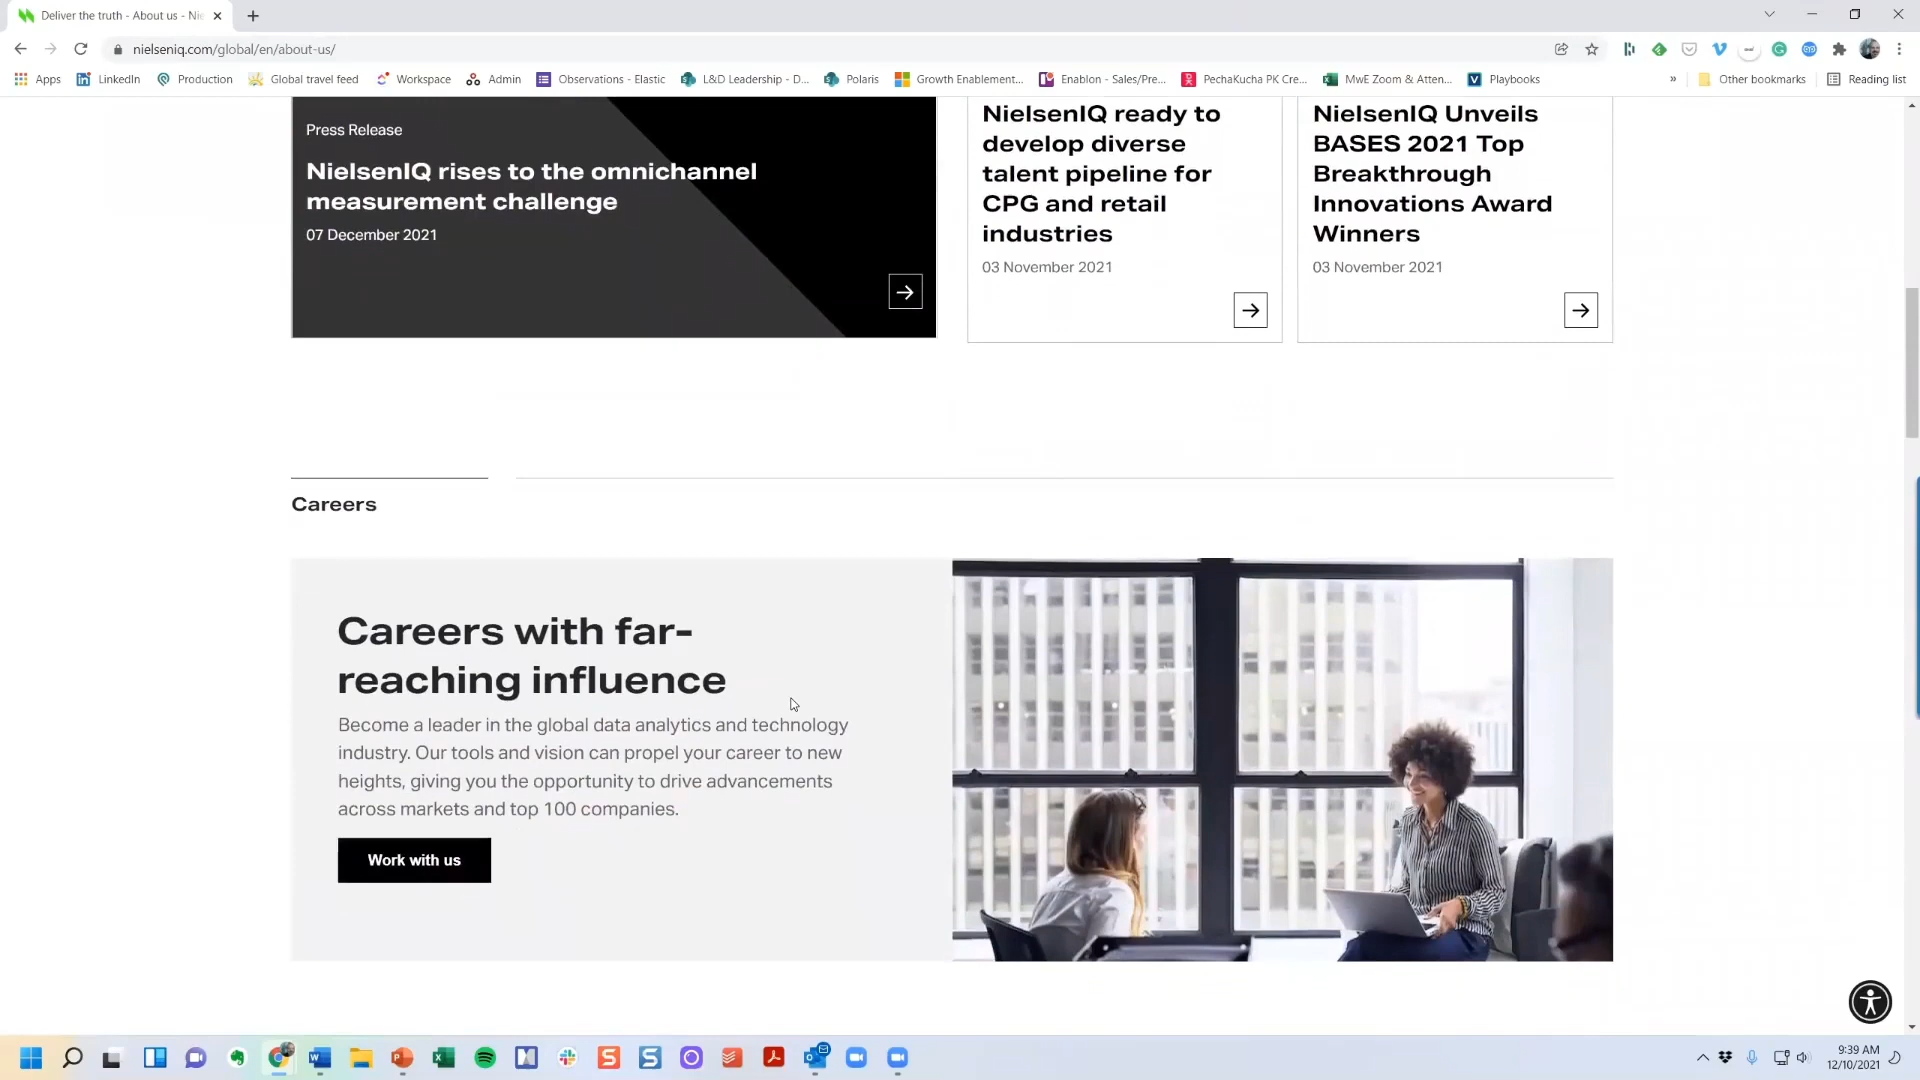 Deliver the truth - About us - Nie
nielseniq.com/global/en/about-us/
Apps LinkedIn Production Global travel feed Workspace Admin Observations - Elastic L&D Leadership - D... Polaris Growth Enablement... Enablon - Sales/Pre... PechaKucha PK Cre... MwE Zoom & Atten... Playbooks » Other bookmarks Reading list
Press Release
NielsenIQ rises to the omnichannel
measurement challenge
07 December 2021
NielsenIQ ready to
develop diverse
talent pipeline for
CPG and retail
industries
03 November 2021
NielsenIQ Unveils
BASES 2021 Top
Breakthrough
Innovations Award
Winners
03 November 2021
Careers
Careers with far-
reaching influence
Become a leader in the global data analytics and technology
industry. Our tools and vision can propel your career to new
heights, giving you the opportunity to drive advancements
across markets and top 100 companies.
Work with us
9:39 AM
12/10/2021